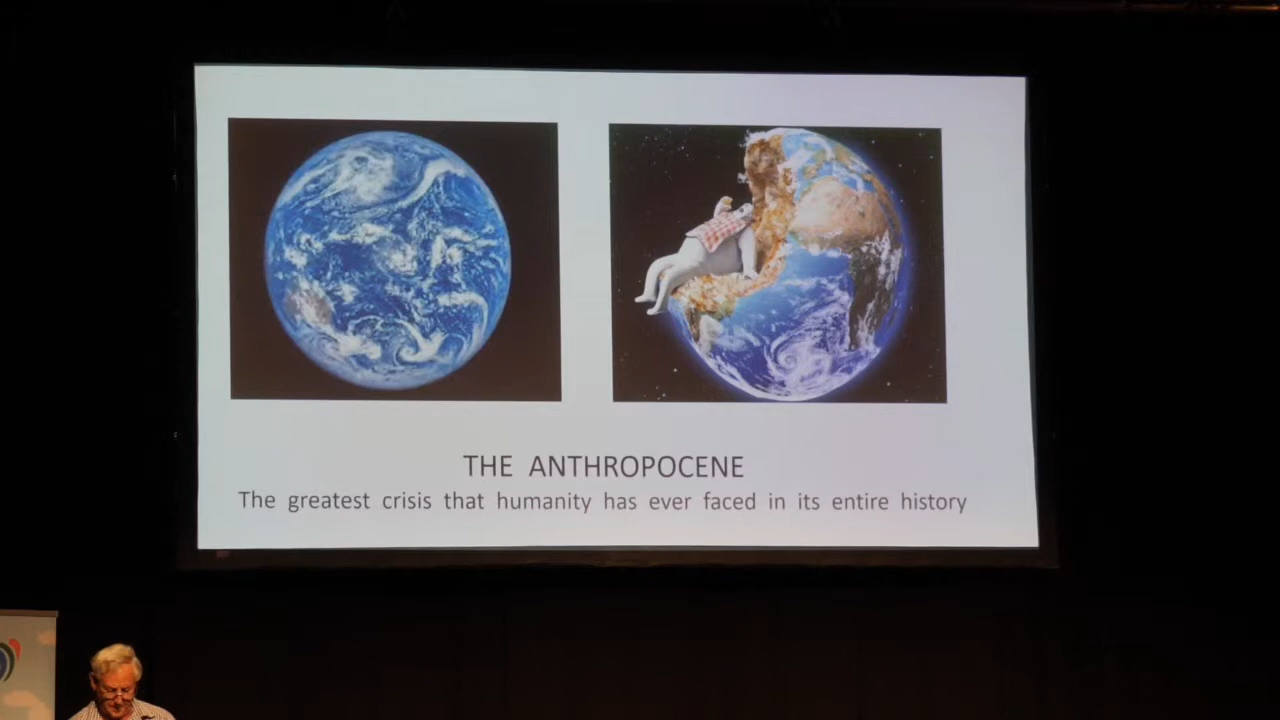 THE ANTHROPOCENE
The greatest crisis that humanity has ever faced in its entire history